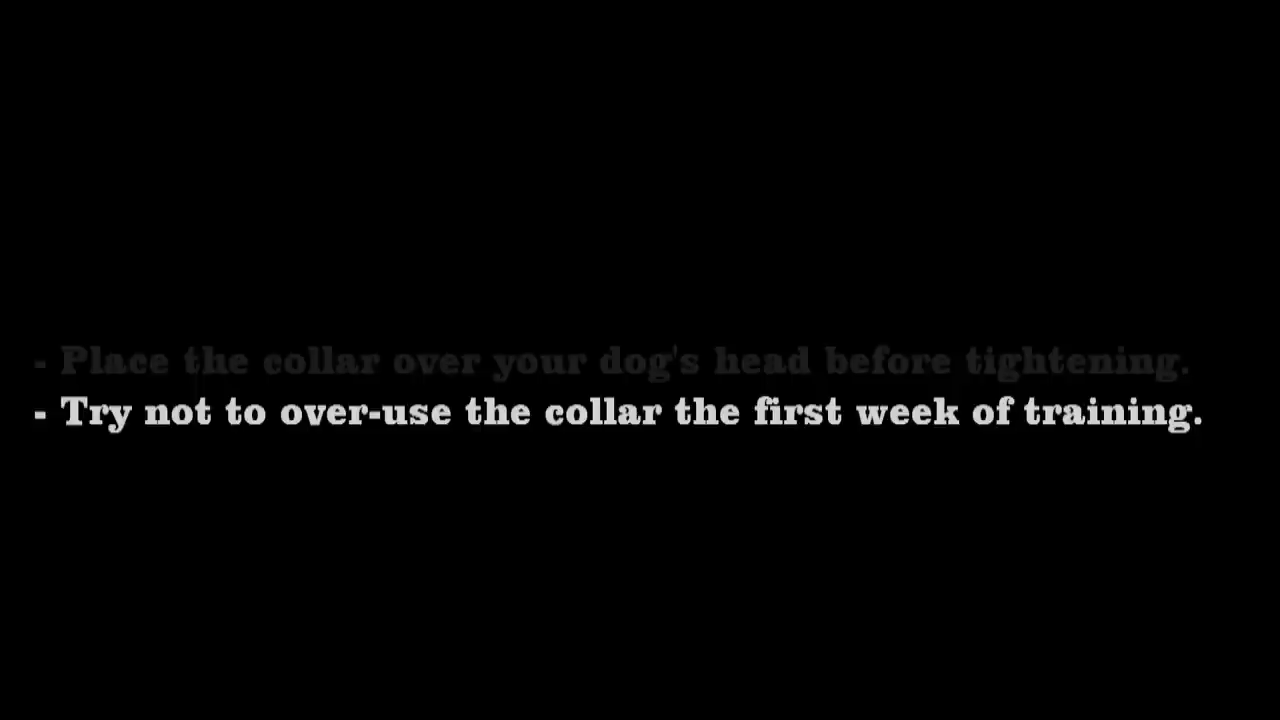 - Place the collar over your dog's head before tightening.
- Try not to over-use the collar the first week of training.